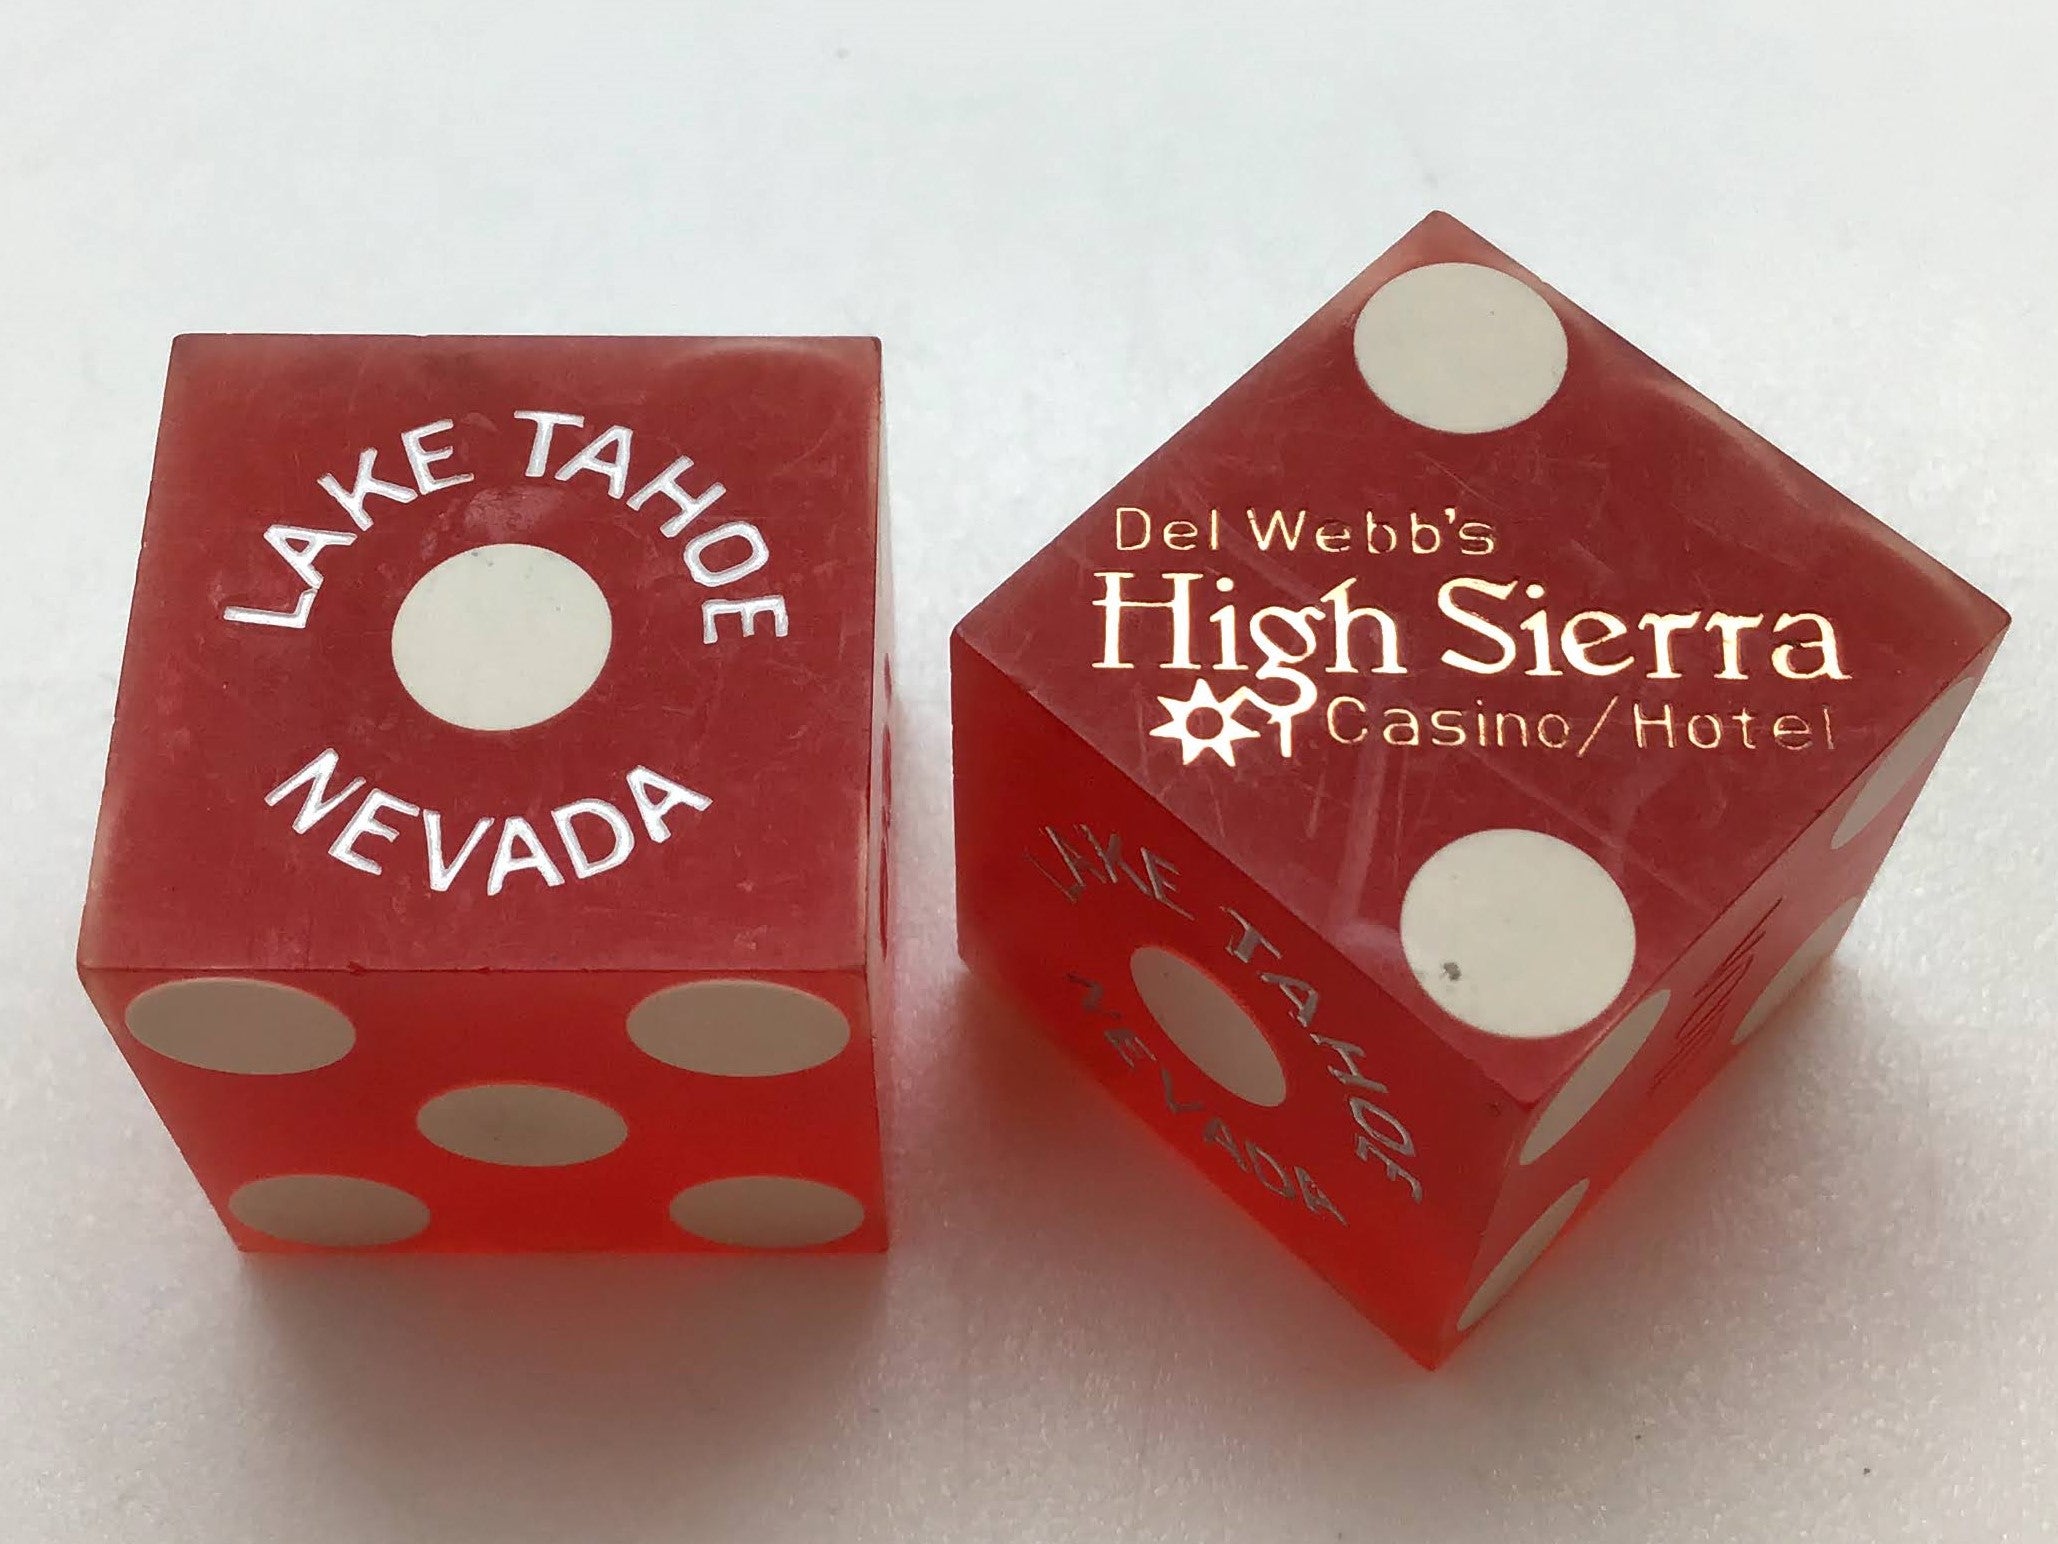 LAKE TAHOE
NEVADA
Del Webb's
High Sierra
Casino/Hotel
LAKE TAHOE
NEVADA